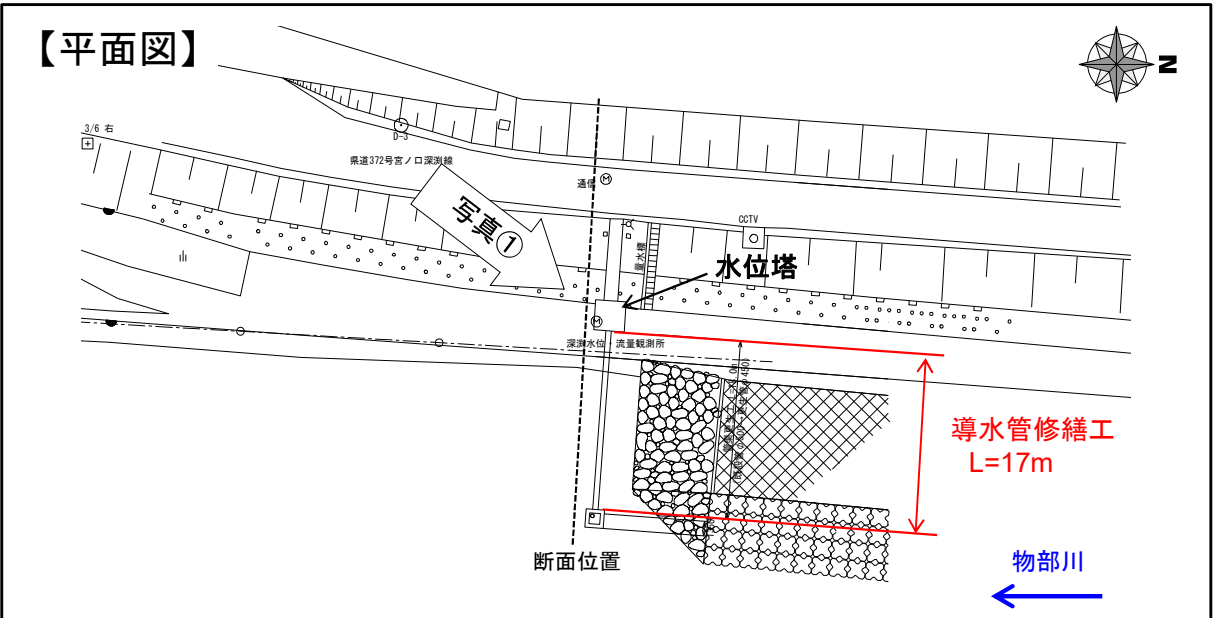 【平面図】
N
3/6 右
D-3
県道372号宮ノ口深渕線
通信
M
写真①
CCTV
量水標
水位塔
M
深渕水位・流量観測所
導水管修繕工
L=17m
断面位置
物部川